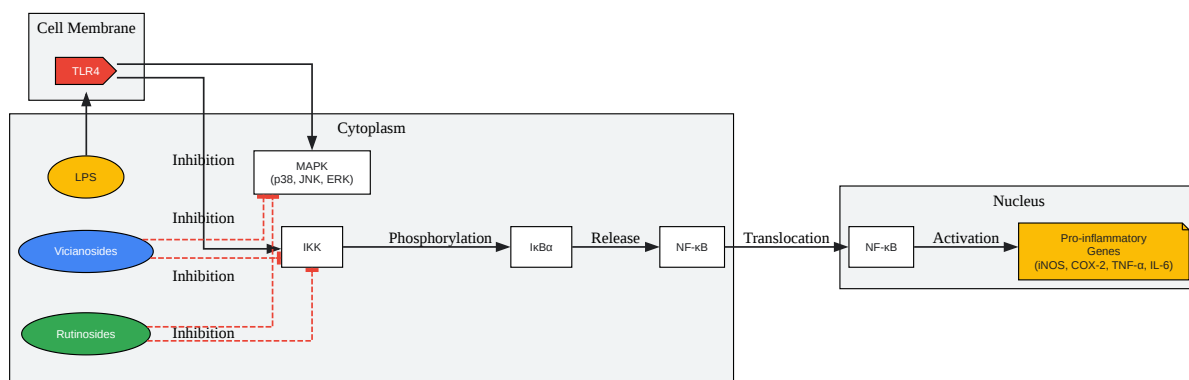 Cell Membrane
TLR4
Cytoplasm
Inhibition
MAPK
(p38, JNK, ERK)
LPS
Inhibition
Vicianosides
IKK
Phosphorylation
IκBα
Release
NF-κB
Translocation
Nucleus
NF-κB
Activation
Pro-inflammatory
Genes
(iNOS, COX-2, TNF-α, IL-6)
Inhibition
Rutinosides
Inhibition